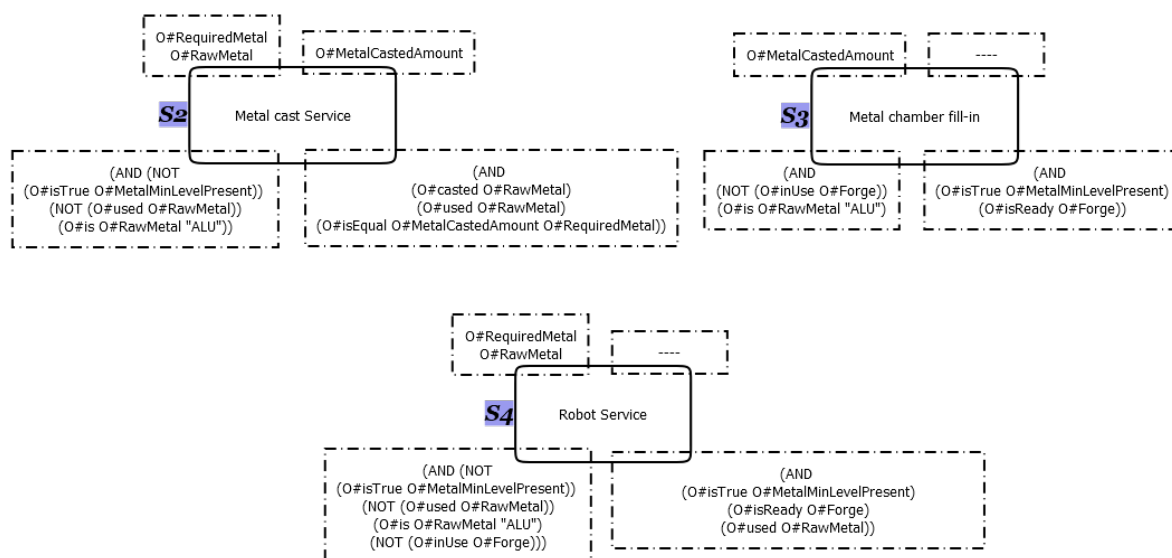 O#RequiredMetal
O#RawMetal
O#MetalCastedAmount
S2
Metal cast Service
(AND (NOT
(O#isTrue O#MetalMinLevelPresent))
(NOT (O#used O#RawMetal))
(O#is O#RawMetal "ALU"))
(AND
(O#casted O#RawMetal)
(O#used O#RawMetal)
(O#isEqual O#MetalCastedAmount O#RequiredMetal))
O#MetalCastedAmount
----
S3
Metal chamber fill-in
(AND
(NOT (O#inUse O#Forge))
(O#is O#RawMetal "ALU")
(AND
(O#isTrue O#MetalMinLevelPresent)
(O#isReady O#Forge))
O#RequiredMetal
O#RawMetal
----
S4
Robot Service
(AND (NOT
(O#isTrue O#MetalMinLevelPresent))
(NOT (O#used O#RawMetal))
(O#is O#RawMetal "ALU")
(NOT (O#inUse O#Forge)))
(AND
(O#isTrue O#MetalMinLevelPresent)
(O#isReady O#Forge)
(O#used O#RawMetal))